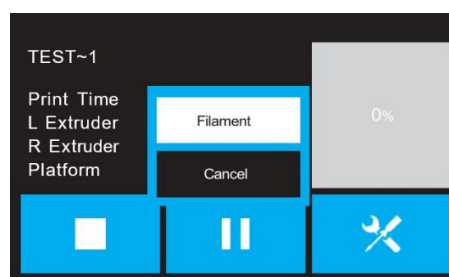 TEST~1
Print Time
L Extruder
R Extruder
Platform
Filament
Cancel
0%